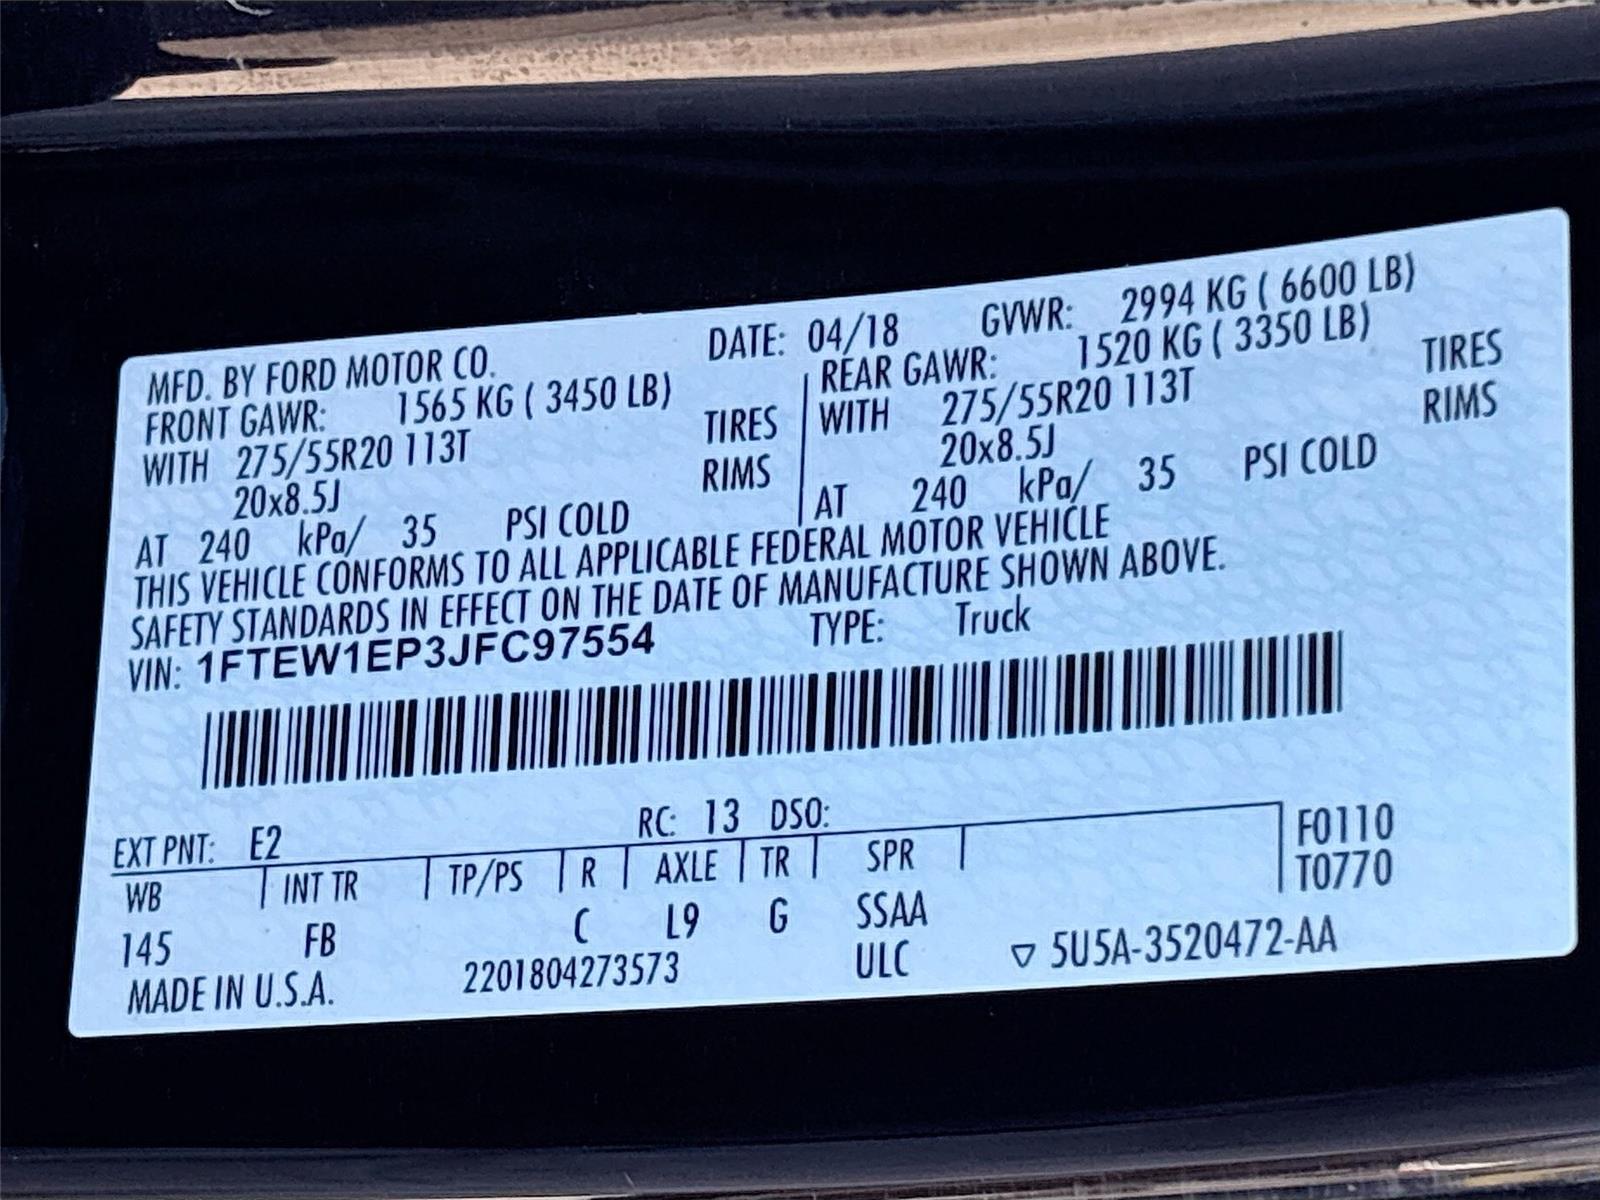 MFD. BY FORD MOTOR CO. DATE: 04/18 GVWR: 2994 KG ( 6600 LB)
FRONT GAWR: 1565 KG ( 3450 LB) REAR GAWR: 1520 KG ( 3350 LB)
WITH 275/55R20 113T TIRES WITH 275/55R20 113T TIRES
20x8.5J RIMS 20x8.5J RIMS
AT 240 kPa/ 35 PSI COLD AT 240 kPa/ 35 PSI COLD
THIS VEHICLE CONFORMS TO ALL APPLICABLE FEDERAL MOTOR VEHICLE
SAFETY STANDARDS IN EFFECT ON THE DATE OF MANUFACTURE SHOWN ABOVE.
VIN: 1FTEW1EP3JFC97554 TYPE: Truck
EXT PNT: E2 RC: 13 DSO: F0110
WB INT TR TP/PS R AXLE TR SPR T0770
145 FB C L9 G SSAA
MADE IN U.S.A. 2201804273573 ULC ▽ 5U5A-3520472-AA